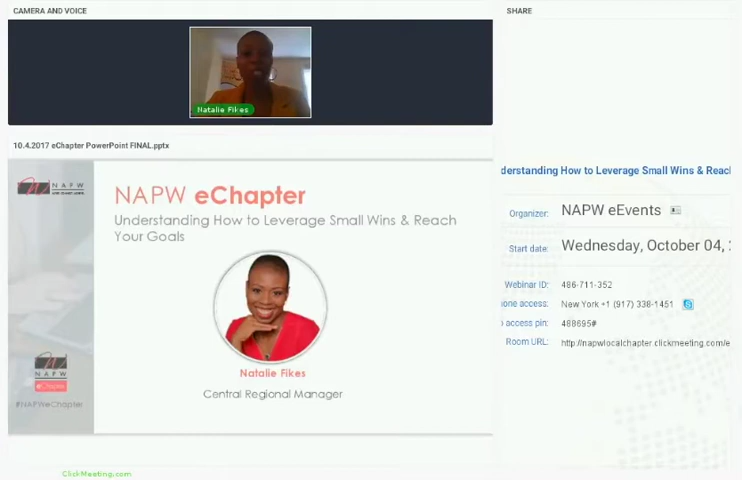 CAMERA AND VOICE
SHARE
Natalie Fikes
10.4.2017 eChapter PowerPoint FINAL.pptx
NAPW
NAPW eChapter
Understanding How to Leverage Small Wins & Reach
Your Goals
Natalie Fikes
Central Regional Manager
NAPW
eChapter
#NAPWeChapter
derstanding How to Leverage Small Wins & Reacl
Organizer: NAPW eEvents
Start date: Wednesday, October 04, 2
Webinar ID: 486-711-352
one access: New York +1 (917) 338-1451
access pin: 488695#
Room URL: http://napwlocalchapter.clickmeeting.com/e
ClickMeeting.com